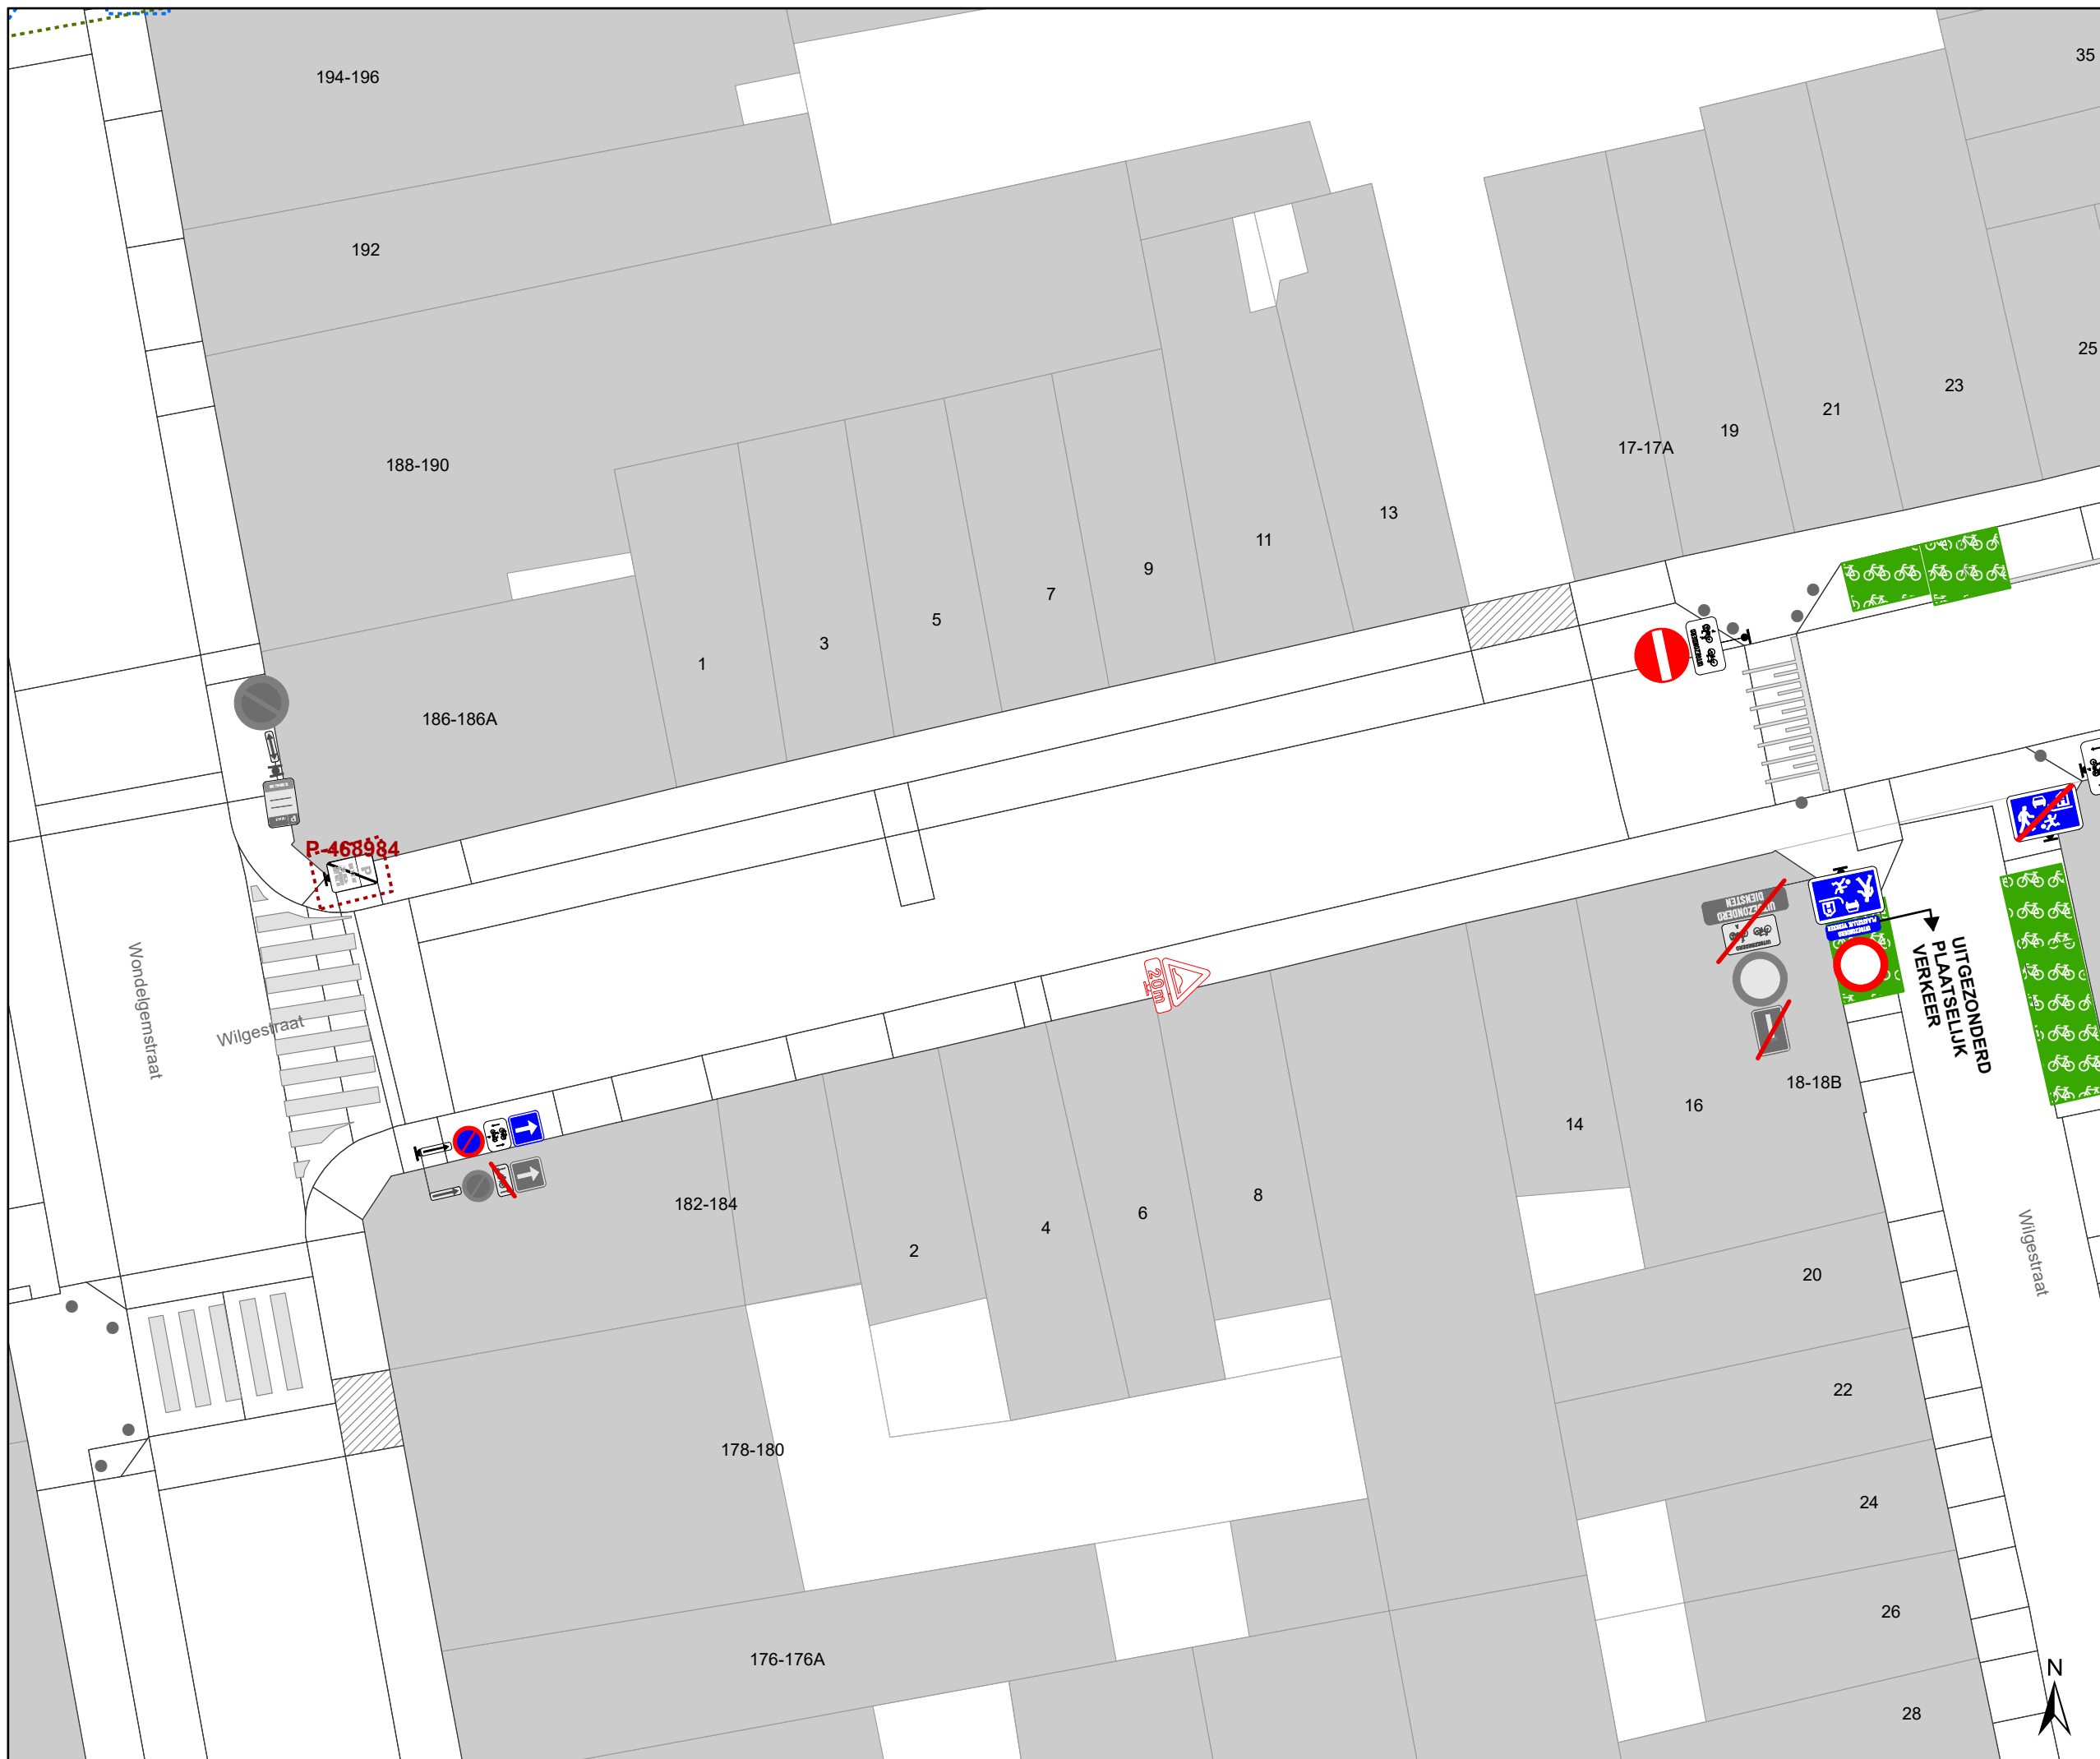 194-196
35
192
25
23
21
19
17-17A
188-190
13
11
9
7
5
3
1
186-186A
P-468984
P
UITGEZONDERD
DIENSTEN
UITGEZONDERD
PLAATSELIJK
VERKEER
20m
Wondelgemstraat
Wilgestraat
18-18B
16
14
182-184
8
6
4
2
Wilgestraat
20
22
178-180
24
26
176-176A
N
28